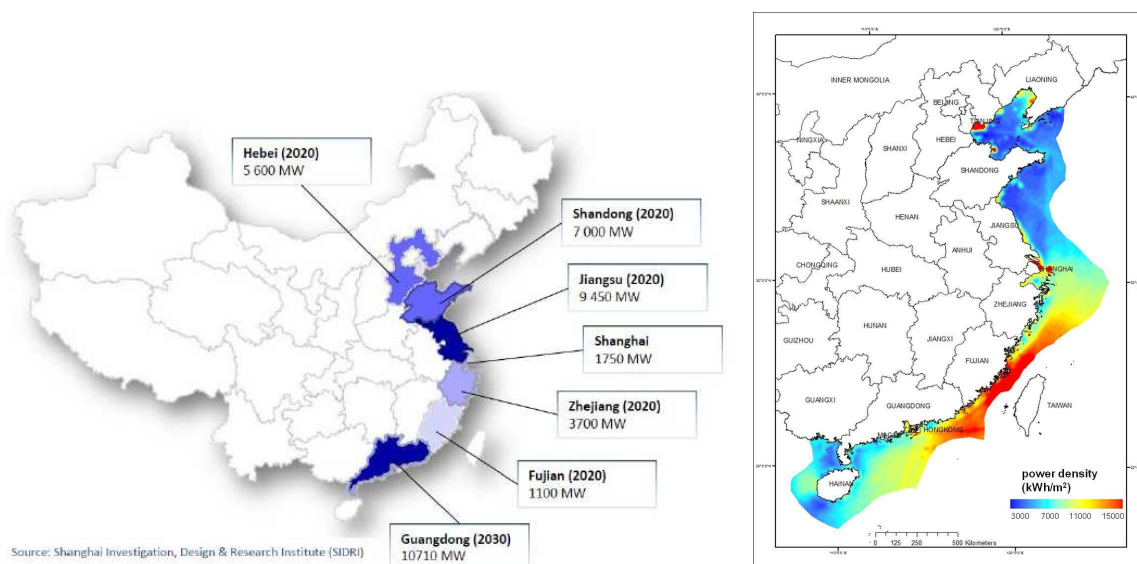 Hebei (2020)
5 600 MW
Shandong (2020)
7 000 MW
Jiangsu (2020)
9 450 MW
Shanghai
1750 MW
Zhejiang (2020)
3700 MW
Fujian (2020)
1100 MW
Guangdong (2030)
10710 MW
Source: Shanghai Investigation, Design & Research Institute (SIDRI)
INNER MONGOLIA
LIAONING
BEIJING
NINGXIA
SHANXI
HEBEI
SHANDONG
SHAANXI
HENAN
JIANGSU
ANHUI
CHONGQING
HUBEI
ZHEJIANG
HUNAN
JIANGXI
GUIZHOU
FUJIAN
GUANGXI
GUANGDONG
TAIWAN
HONGKONG
HAINAN
power density
(kWh/m²)
3000 7000 11000 15000
0 125 250 500 Kilometers